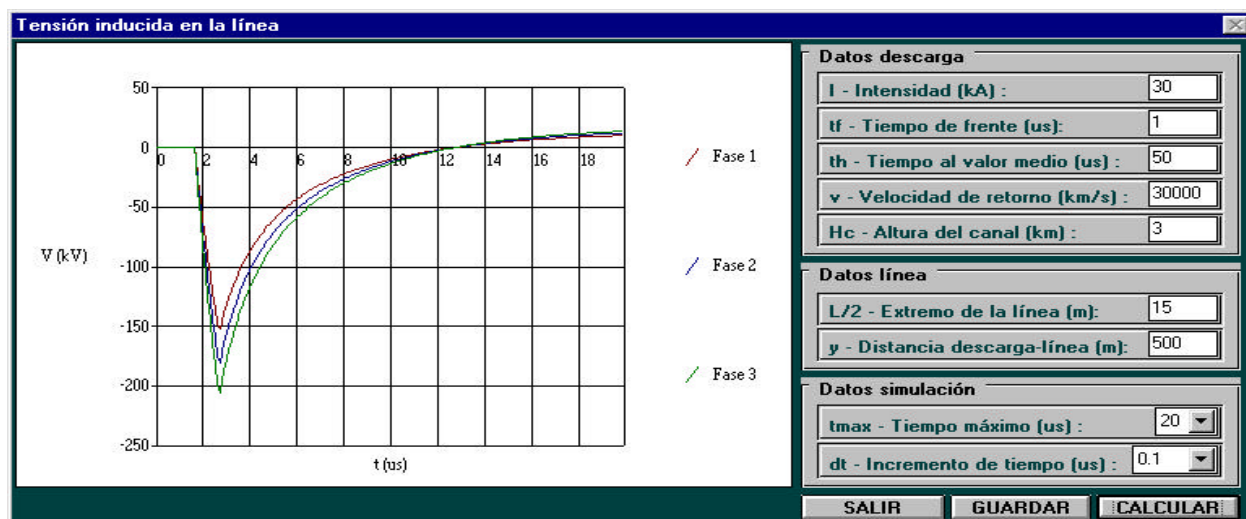 Tensión inducida en la línea
50
0
-50
-100
-150
-200
-250
V (kV)
0 2 4 6 8 10 12 14 16 18
t (us)
Fase 1
Fase 2
Fase 3
Datos descarga
I - Intensidad (kA) : 30
tf - Tiempo de frente (us): 1
th - Tiempo al valor medio (us) : 50
v - Velocidad de retorno (km/s) : 30000
Hc - Altura del canal (km) : 3
Datos línea
L/2 - Extremo de la línea (m): 15
y - Distancia descarga-línea (m): 500
Datos simulación
tmax - Tiempo máximo (us) : 20
dt - Incremento de tiempo (us) : 0.1
SALIR GUARDAR CALCULAR